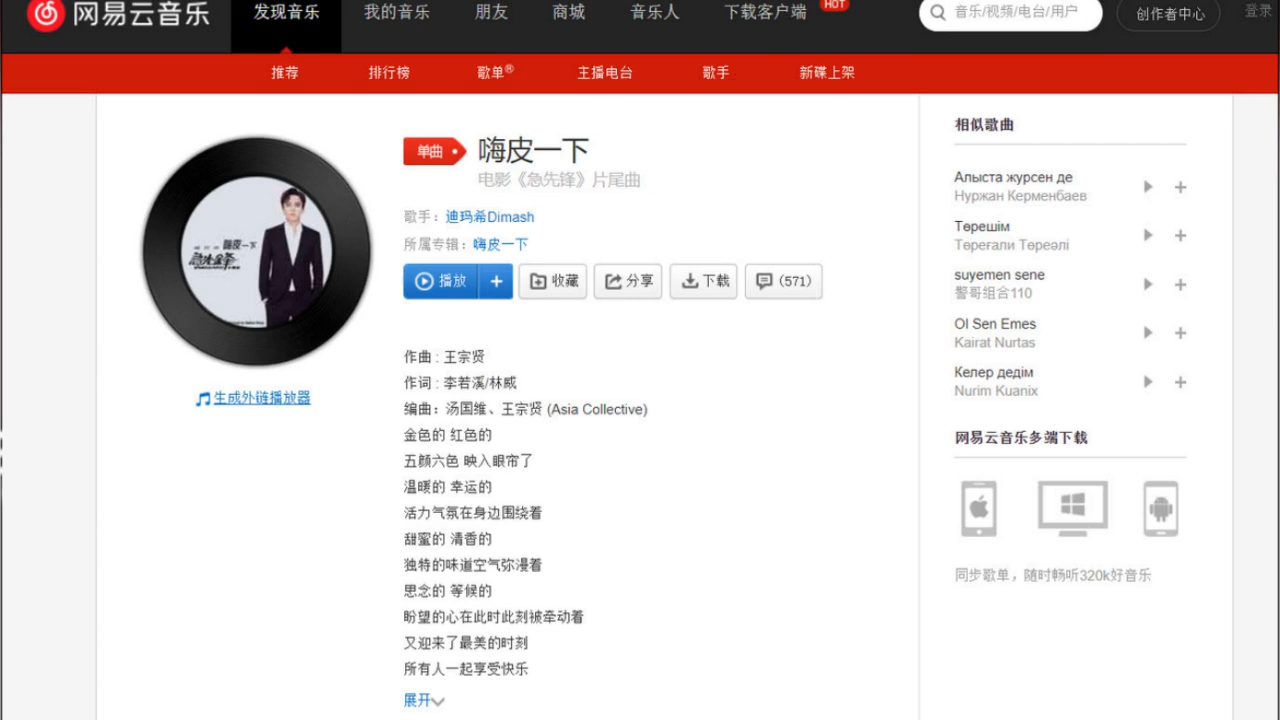 网易云音乐
发现音乐 我的音乐 朋友 商城 音乐人 下载客户端 HOT
音乐/视频/电台/用户 创作者中心 登录
推荐 排行榜 歌单® 主播电台 歌手 新碟上架
单曲 嗨皮一下
电影《急先锋》片尾曲
歌手：迪玛希Dimash
所属专辑：嗨皮一下
播放 + 收藏 分享 下载 (571)
嗨皮一下
急先锋
生成外链播放器
作曲 : 王宗贤
作词 : 李若溪/林威
编曲：汤国维、王宗贤 (Asia Collective)
金色的 红色的
五颜六色 映入眼帘了
温暖的 幸运的
活力气氛在身边围绕着
甜蜜的 清香的
独特的味道空气弥漫着
思念的 等候的
盼望的心在此时此刻被牵动着
又迎来了最美的时刻
所有人一起享受快乐
展开
相似歌曲
Алыста журсен де
Нуржан Керменбаев
Төрешім
Төреғали Төреәлі
suyemen sene
警哥组合110
Ol Sen Emes
Kairat Nurtas
Келер дедім
Nurim Kuanix
网易云音乐多端下载
同步歌单，随时畅听320k好音乐